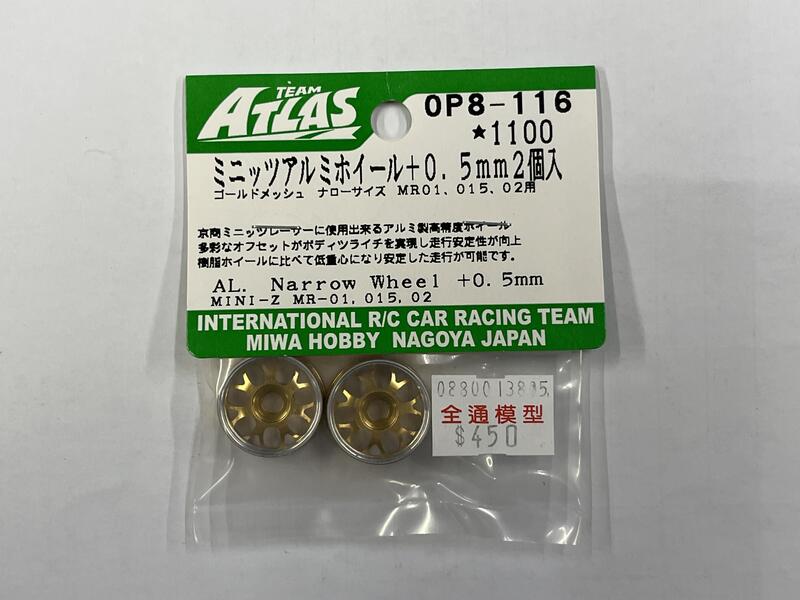 TEAM
ATLAS
OP8-116
★1100
ミニッツアルミホイール+0.5mm2個入
ゴールドメッシュ ナローサイズ MR01、015、02用
京商ミニッツレーサーに使用出来るアルミ製高精度ホイール
多彩なオフセットがボディツライチを実現し走行安定性が向上
樹脂ホイールに比べて低重心になり安定した走行が可能です。
AL. Narrow Wheel +0.5mm
MINI-Z MR-01,015,02
INTERNATIONAL R/C CAR RACING TEAM
MIWA HOBBY NAGOYA JAPAN
0880013885
全通模型
$450